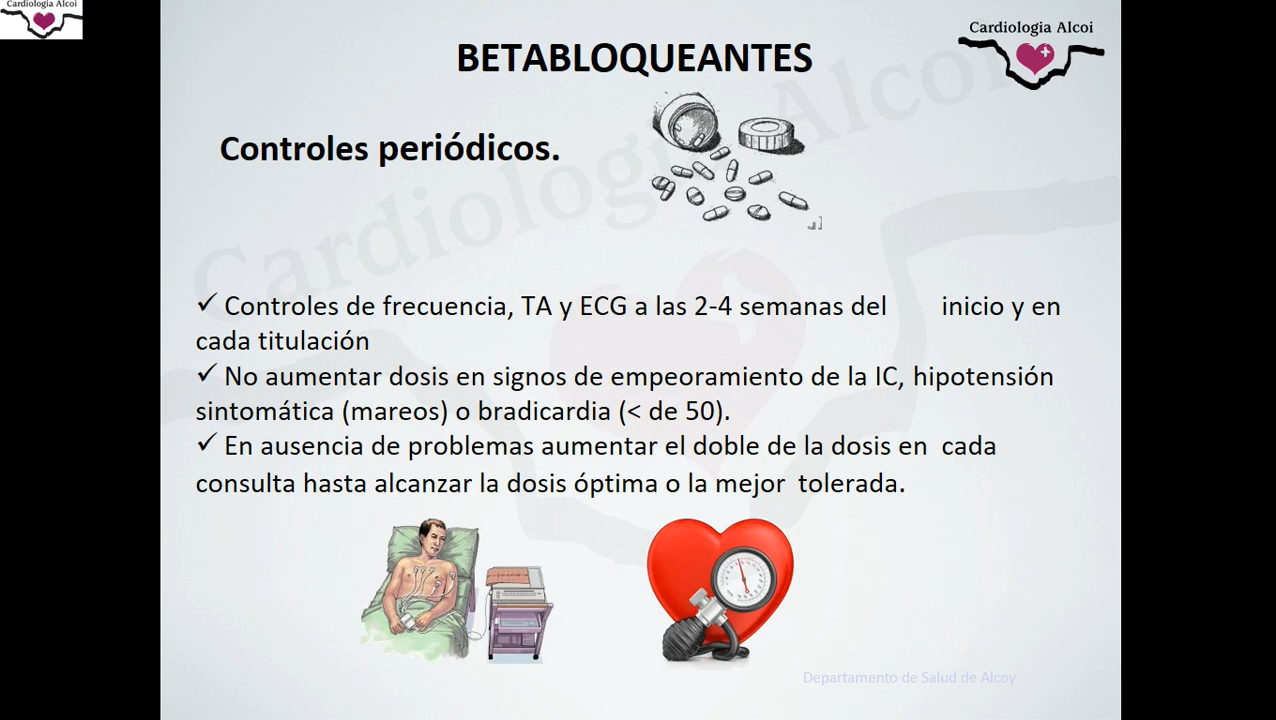 Cardiologia Alcoi
Cardiologia Alcoi
BETABLOQUEANTES
Controles periódicos.
Cardiologia Alcoi
✓ Controles de frecuencia, TA y ECG a las 2-4 semanas del inicio y en
cada titulación
✓ No aumentar dosis en signos de empeoramiento de la IC, hipotensión
sintomática (mareos) o bradicardia (< de 50).
✓ En ausencia de problemas aumentar el doble de la dosis en cada
consulta hasta alcanzar la dosis óptima o la mejor tolerada.
Departamento de Salud de Alcoy